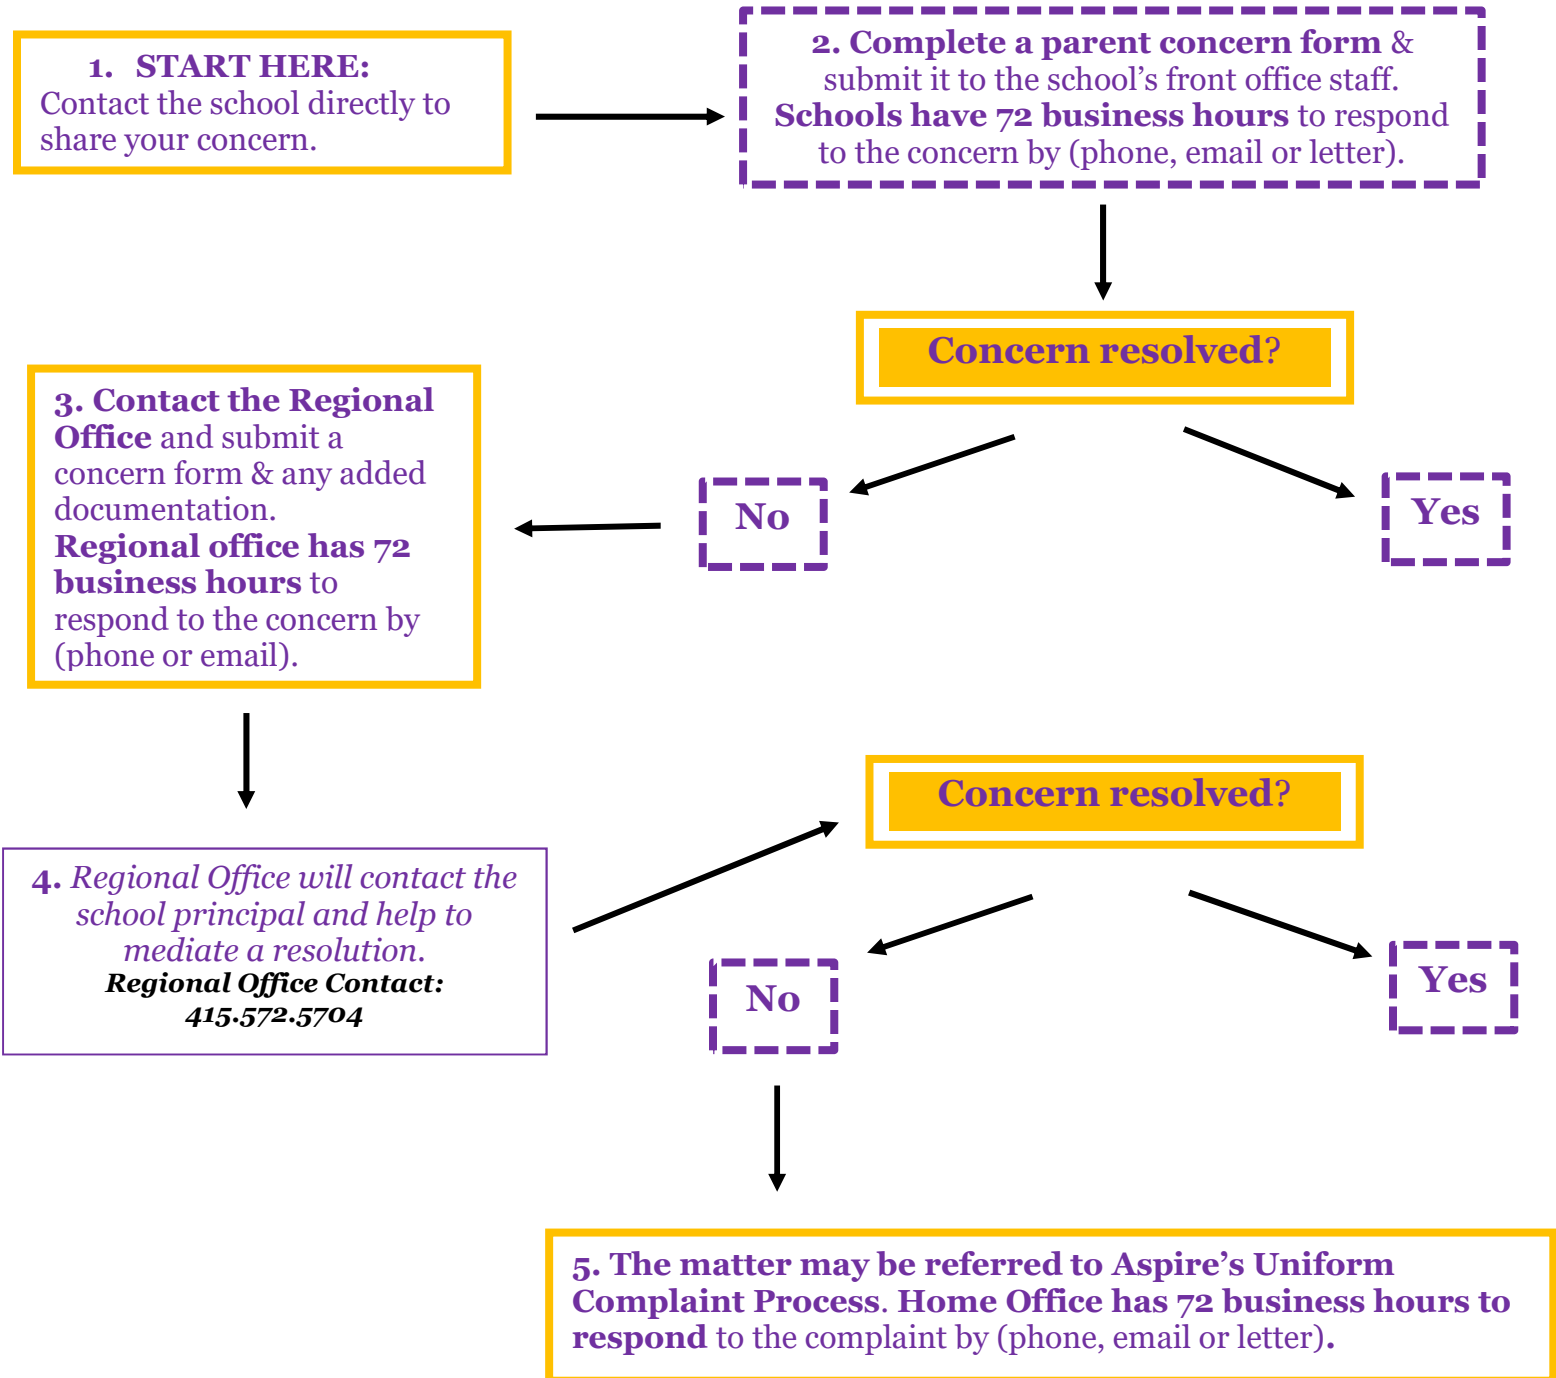 1. START HERE:
Contact the school directly to
share your concern.
2. Complete a parent concern form &
submit it to the school’s front office staff.
Schools have 72 business hours to respond
to the concern by (phone, email or letter).
Concern resolved?
No
Yes
3. Contact the Regional
Office and submit a
concern form & any added
documentation.
Regional office has 72
business hours to
respond to the concern by
(phone or email).
4. Regional Office will contact the
school principal and help to
mediate a resolution.
Regional Office Contact:
415.572.5704
Concern resolved?
No
Yes
5. The matter may be referred to Aspire’s Uniform
Complaint Process. Home Office has 72 business hours to
respond to the complaint by (phone, email or letter).